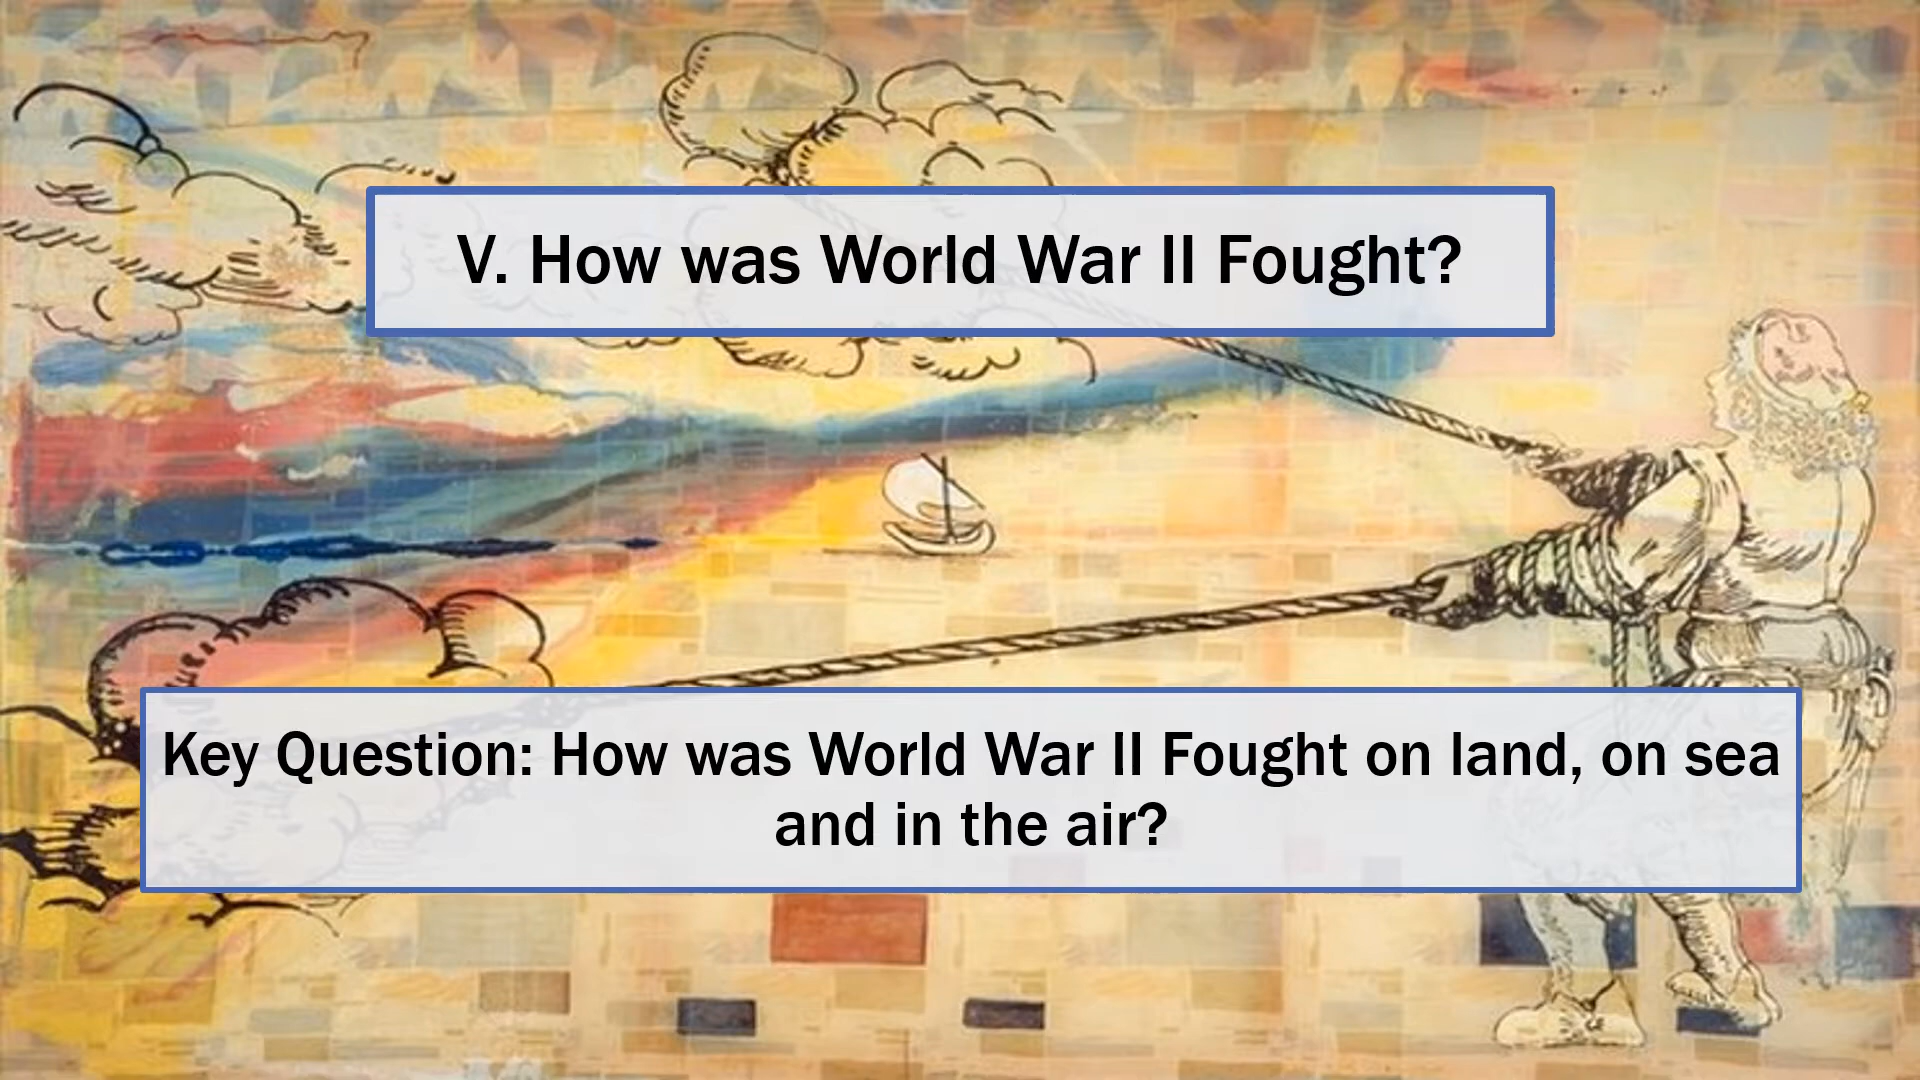 V. How was World War II Fought?
Key Question: How was World War II Fought on land, on sea
and in the air?